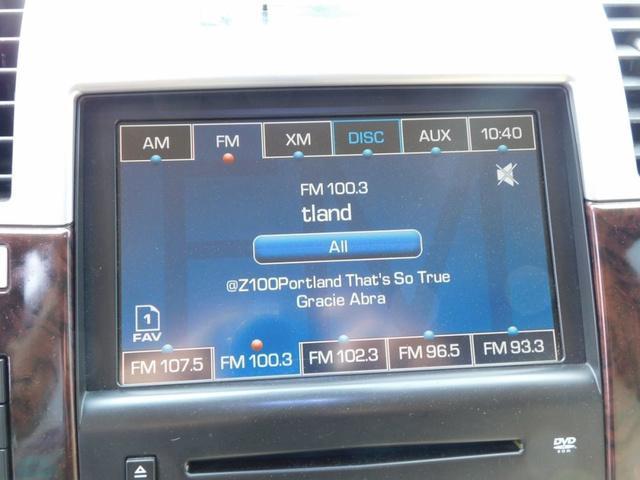 AM FM XM DISC AUX 10:40
FM 100.3
tland
All
@Z100Portland That's So True
Gracie Abra
1
FAV
FM 107.5 FM 100.3 FM 102.3 FM 96.5 FM 93.3
DVD
ROM